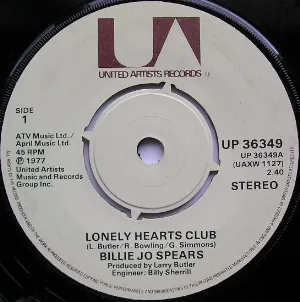 UA
UNITED ARTISTS RECORDS
SIDE
1
ATV Music Ltd./
April Music Ltd.
45 RPM
℗ 1977
United Artists
Music and Records
Group Inc.
UP 36349
UP 36349A
(UAXW 1127)
2.40
STEREO
LONELY HEARTS CLUB
(L. Butler/R. Bowling/G. Simmons)
BILLIE JO SPEARS
Produced by Larry Butler
Engineer: Billy Sherrill